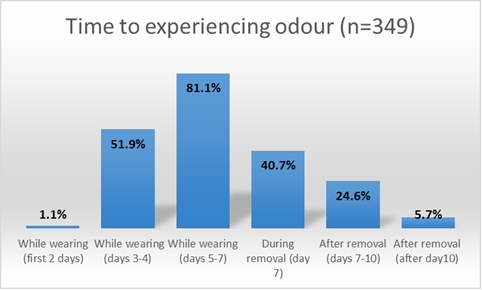 Time to experiencing odour (n=349)
1.1%
51.9%
81.1%
40.7%
24.6%
5.7%
While wearing
(first 2 days)
While wearing
(days 3-4)
While wearing
(days 5-7)
During
removal (day
7)
After removal
(days 7-10)
After removal
(after day10)